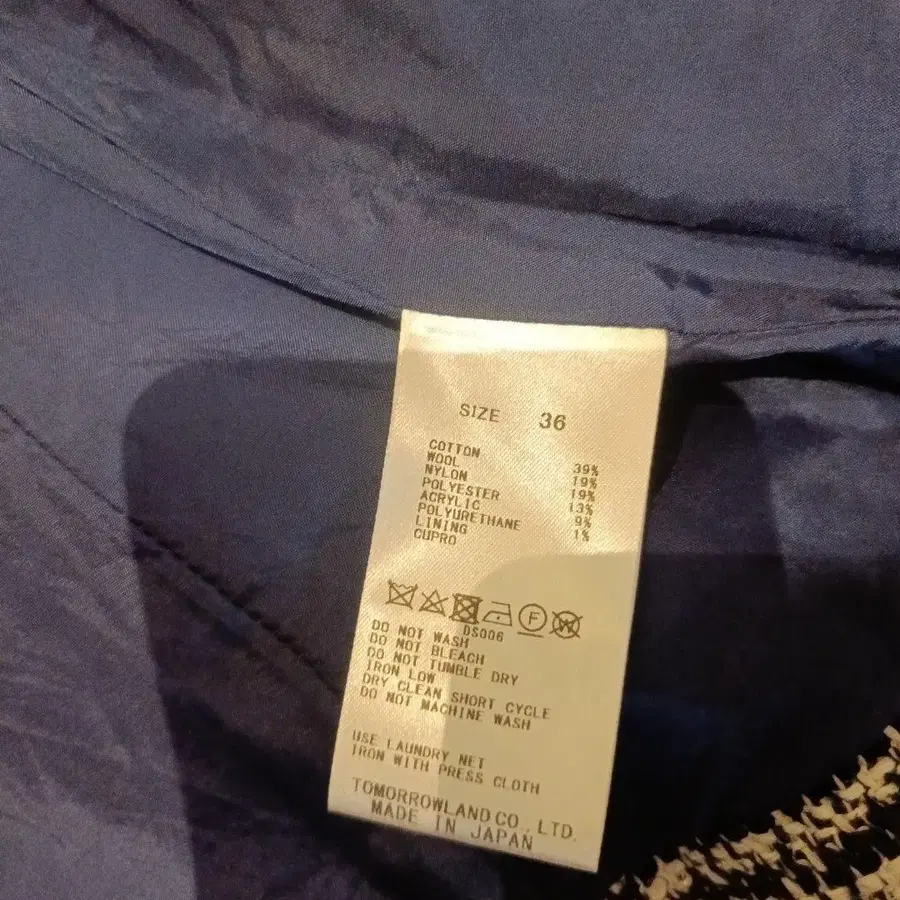 SIZE 36
COTTON 39%
WOOL 19%
NYLON 19%
POLYESTER 13%
ACRYLIC 9%
POLYURETHANE 1%
LINING
CUPRO
F W
DS006
DO NOT WASH
DO NOT BLEACH
DO NOT TUMBLE DRY
IRON LOW
DRY CLEAN SHORT CYCLE
DO NOT MACHINE WASH
USE LAUNDRY NET
IRON WITH PRESS CLOTH
TOMORROWLAND CO., LTD.
MADE IN JAPAN